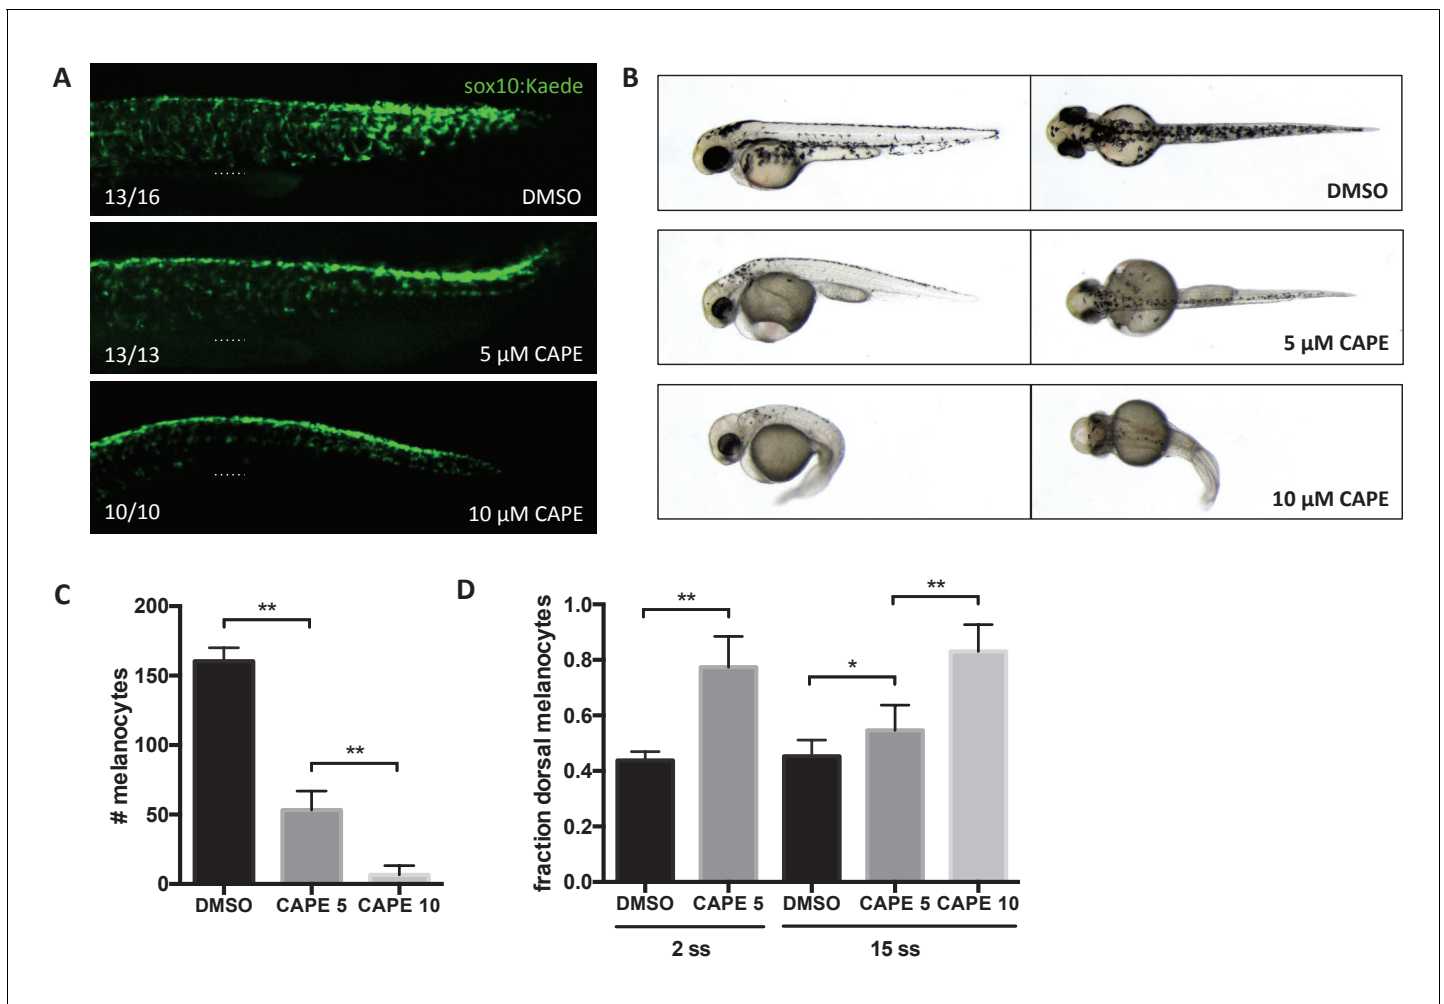 A
sox10:Kaede
13/16
DMSO
13/13
5 μM CAPE
10/10
10 μM CAPE
B
DMSO
5 μM CAPE
10 μM CAPE
C
# melanocytes
200
150
100
50
0
**
**
DMSO CAPE 5 CAPE 10
D
fraction dorsal melanocytes
1.0
0.8
0.6
0.4
0.2
0.0
**
*
**
DMSO CAPE 5 DMSO CAPE 5 CAPE 10
2 ss 15 ss